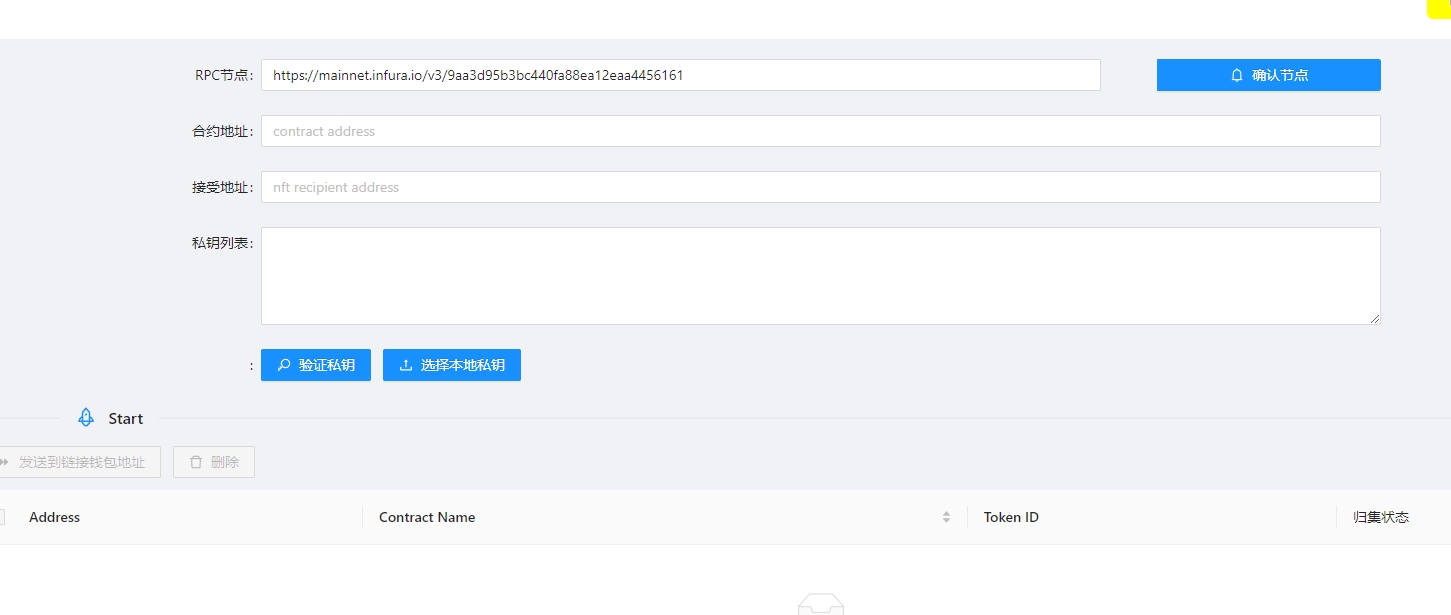 RPC节点: https://mainnet.infura.io/v3/9aa3d95b3bc440fa88ea12eaa4456161 确认节点
合约地址: contract address
接受地址: nft recipient address
私钥列表:
: 验证私钥 选择本地私钥
Start
发送到链接钱包地址 删除
Address Contract Name Token ID 归集状态